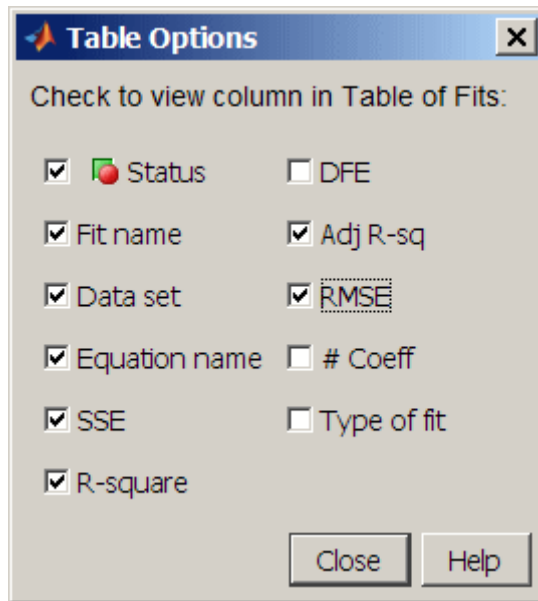 Table Options
Check to view column in Table of Fits:
Status
DFE
Fit name
Adj R-sq
Data set
RMSE
Equation name
# Coeff
SSE
Type of fit
R-square
Close
Help